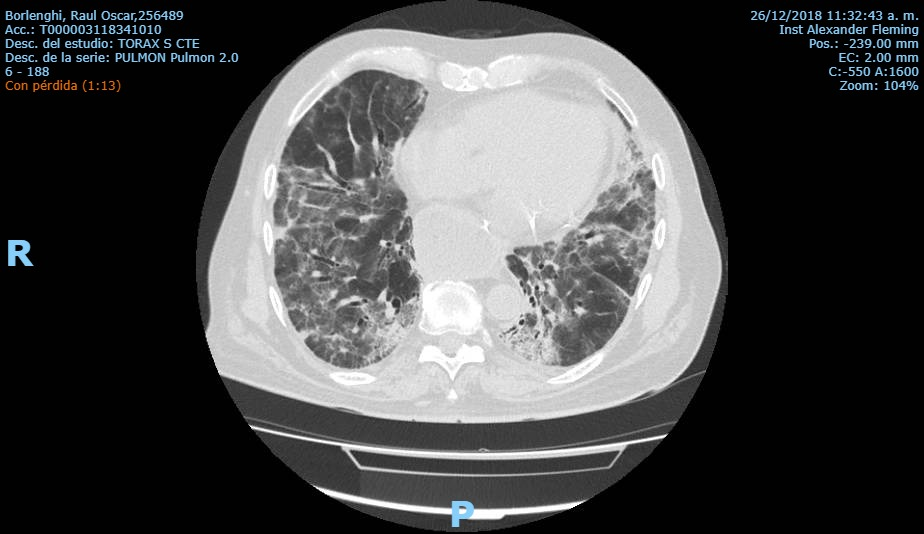 Borlenghi, Raul Oscar,256489
Acc.: T000003118341010
Desc. del estudio: TORAX S CTE
Desc. de la serie: PULMON Pulmon 2.0
6 - 188
Con pérdida (1:13)
26/12/2018 11:32:43 a. m.
Inst Alexander Fleming
Pos.: -239.00 mm
EC: 2.00 mm
C:-550 A:1600
Zoom: 104%
R
P